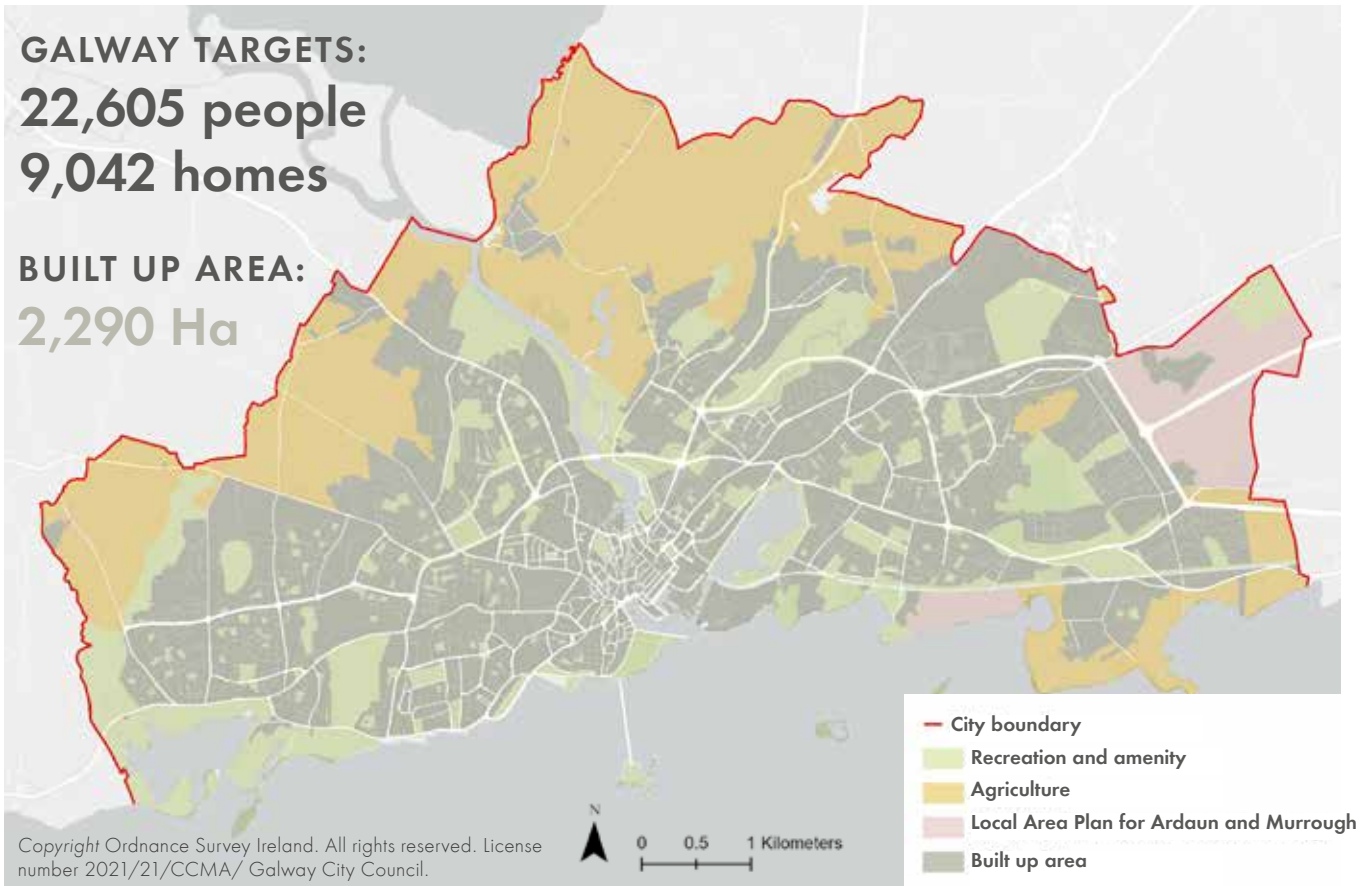 GALWAY TARGETS:
22,605 people
9,042 homes
BUILT UP AREA:
2,290 Ha
City boundary
Recreation and amenity
Agriculture
Local Area Plan for Ardaun and Murrough
Built up area
N
0 0.5 1 Kilometers
Copyright Ordnance Survey Ireland. All rights reserved. License
number 2021/21/CCMA/ Galway City Council.